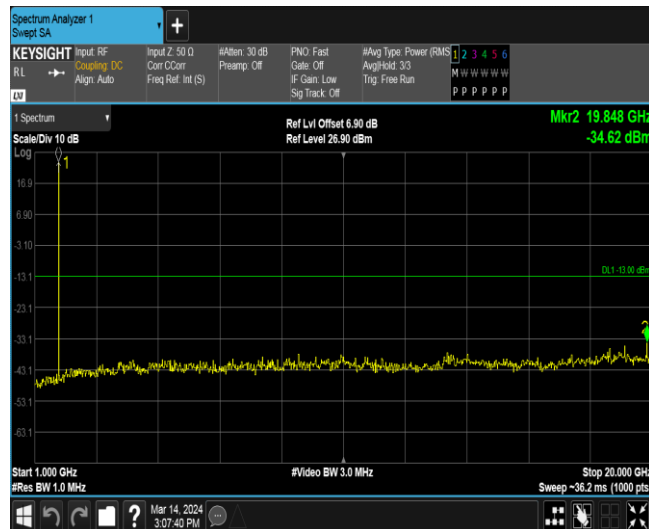 Spectrum Analyzer 1
Swept SA
KEYSIGHT Input: RF Input Z: 50 Ω #Atten: 30 dB PNO: Fast #Avg Type: Power (RMS 1 2 3 4 5 6
RL Coupling: DC Corr CCorr Preamp: Off Gate: Off Avg|Hold: 3/3 M W W W W W
Align: Auto Freq Ref: Int (S) IF Gain: Low Trig: Free Run
LXI Sig Track: Off P P P P P P
1 Spectrum Ref Lvl Offset 6.90 dB Mkr2 19.848 GHz
Scale/Div 10 dB Ref Level 26.90 dBm -34.62 dBm
Log
1
16.9
6.90
-3.10
-13.1
DL1 -13.00 dBm
-23.1
-33.1
2
-43.1
-53.1
-63.1
Start 1.000 GHz #Video BW 3.0 MHz Stop 20.000 GHz
#Res BW 1.0 MHz Sweep ~36.2 ms (1000 pts
? Mar 14, 2024
3:07:40 PM